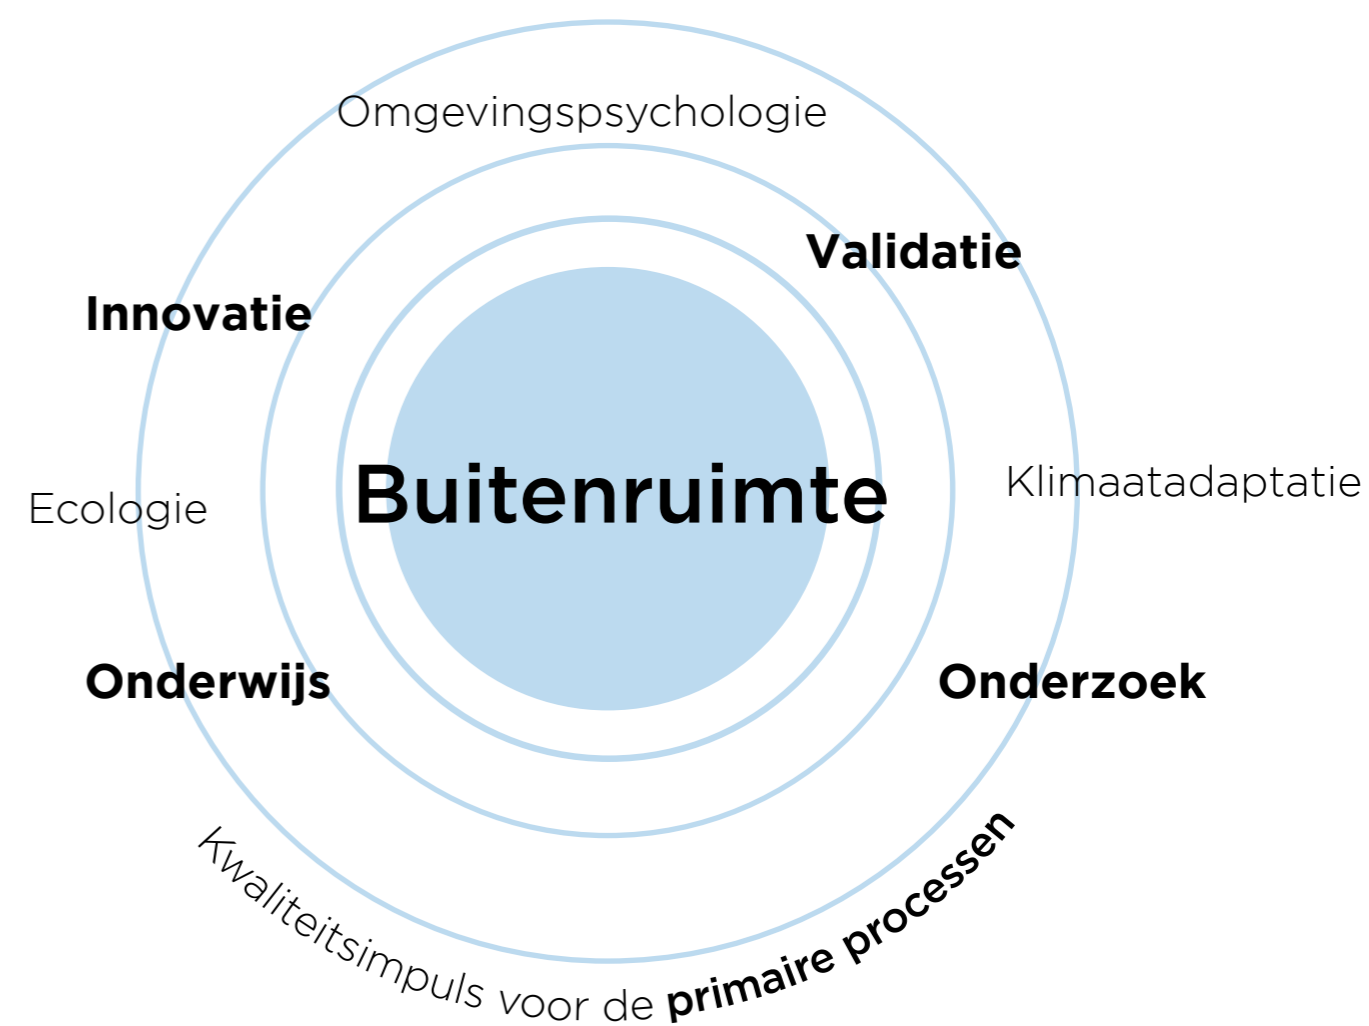 Omgevingspsychologie
Validatie
Innovatie
Buitenruimte
Klimaatadaptatie
Ecologie
Onderwijs
Onderzoek
Kwaliteitsimpuls voor de primaire processen